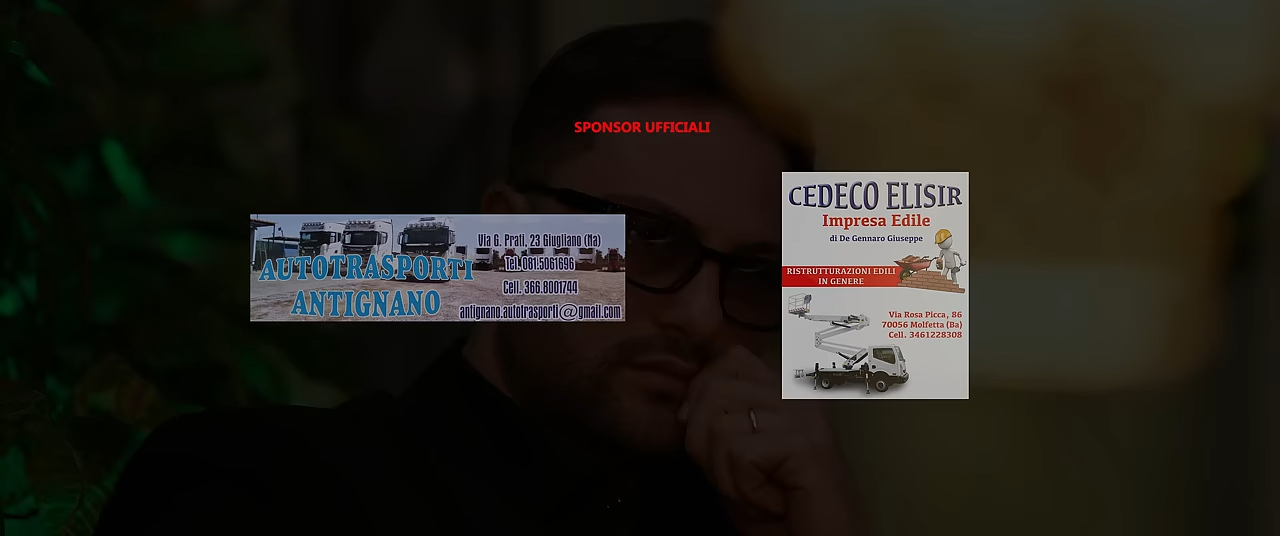 SPONSOR UFFICIALI
AUTOTRASPORTI
ANTIGNANO
Via G. Prati, 23 Giugliano (Na)
Tel. 081.5061696
Cell. 366.8001744
antignano.autotrasporti@gmail.com
CEDECO ELISIR
Impresa Edile
di De Gennaro Giuseppe
RISTRUTTURAZIONI EDILI
IN GENERE
Via Rosa Picca, 86
70056 Molfetta (Ba)
Cell. 3461228308